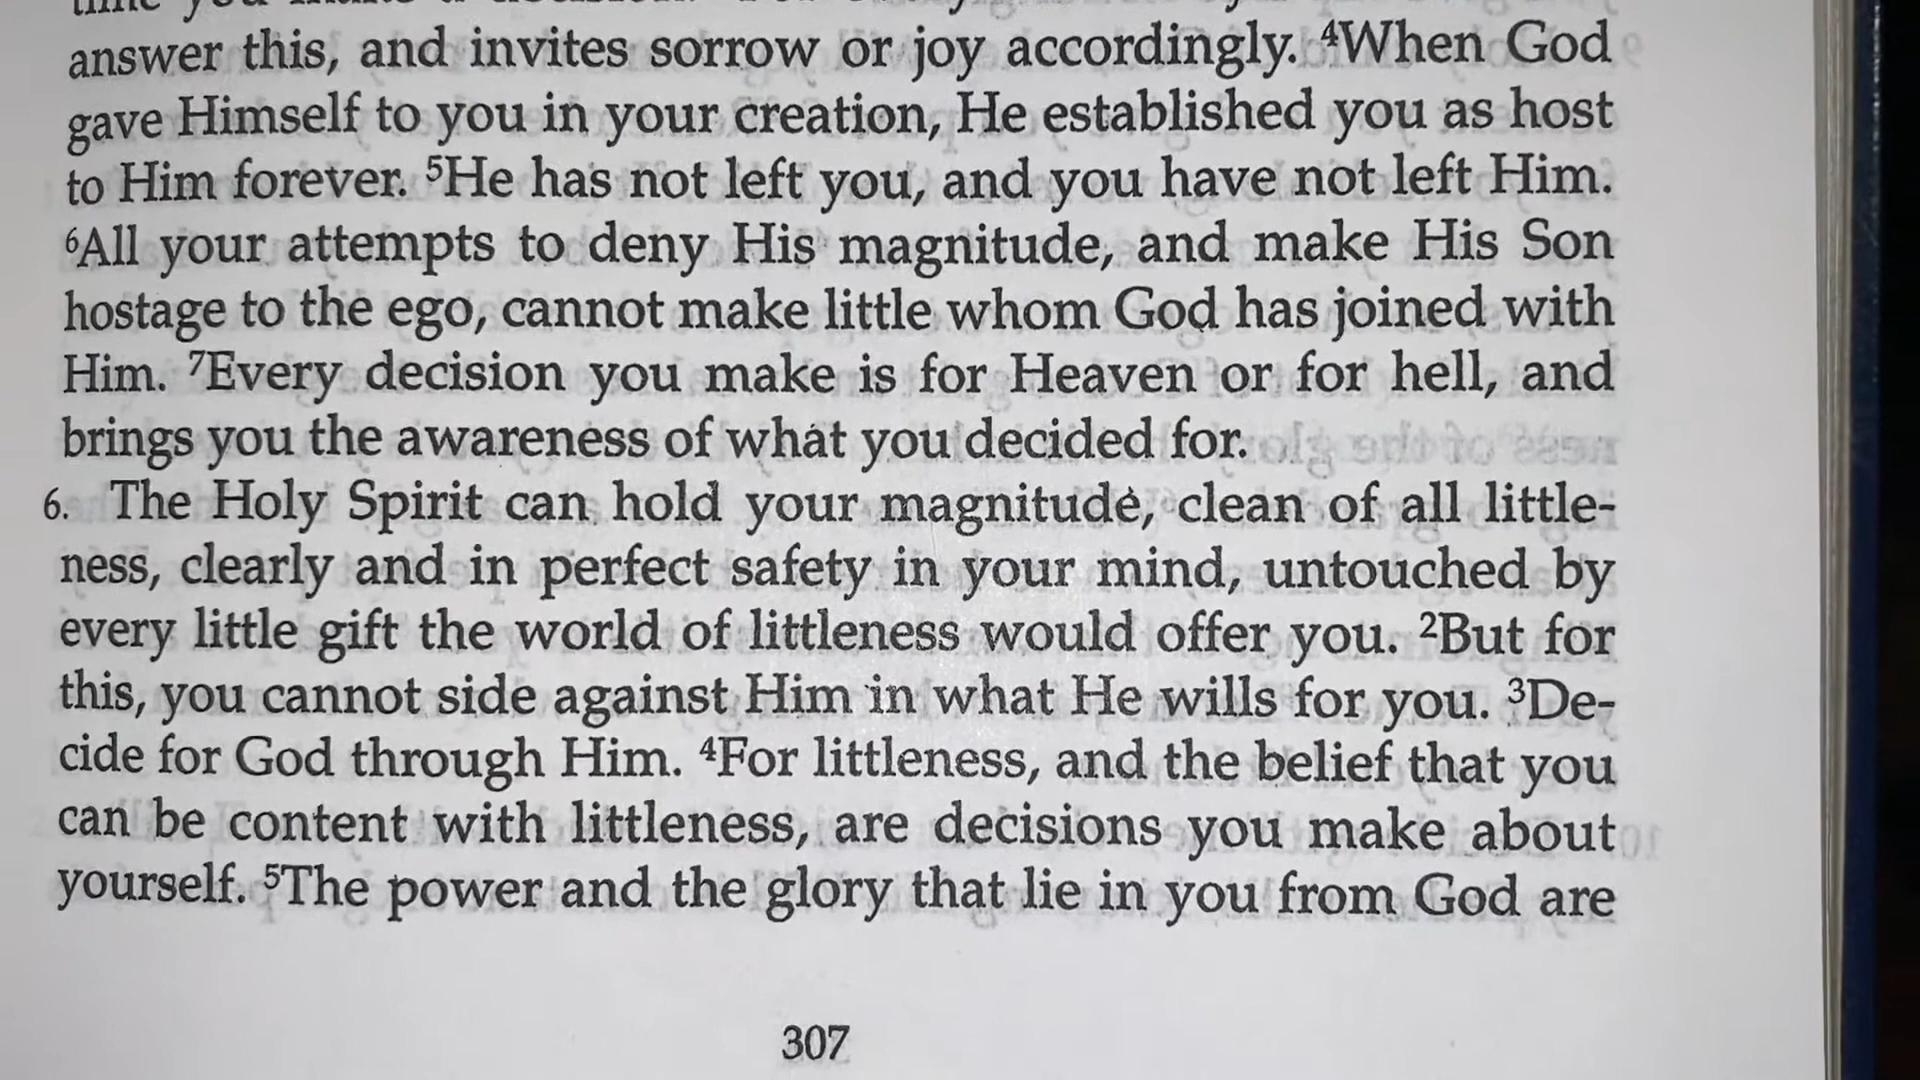 answer this, and invites sorrow or joy accordingly. ⁴When God
gave Himself to you in your creation, He established you as host
to Him forever. ⁵He has not left you, and you have not left Him.
⁶All your attempts to deny His magnitude, and make His Son
hostage to the ego, cannot make little whom God has joined with
Him. ⁷Every decision you make is for Heaven or for hell, and
brings you the awareness of what you decided for.
6. The Holy Spirit can hold your magnitude, clean of all little-
ness, clearly and in perfect safety in your mind, untouched by
every little gift the world of littleness would offer you. ²But for
this, you cannot side against Him in what He wills for you. ³De-
cide for God through Him. ⁴For littleness, and the belief that you
can be content with littleness, are decisions you make about
yourself. ⁵The power and the glory that lie in you from God are
307